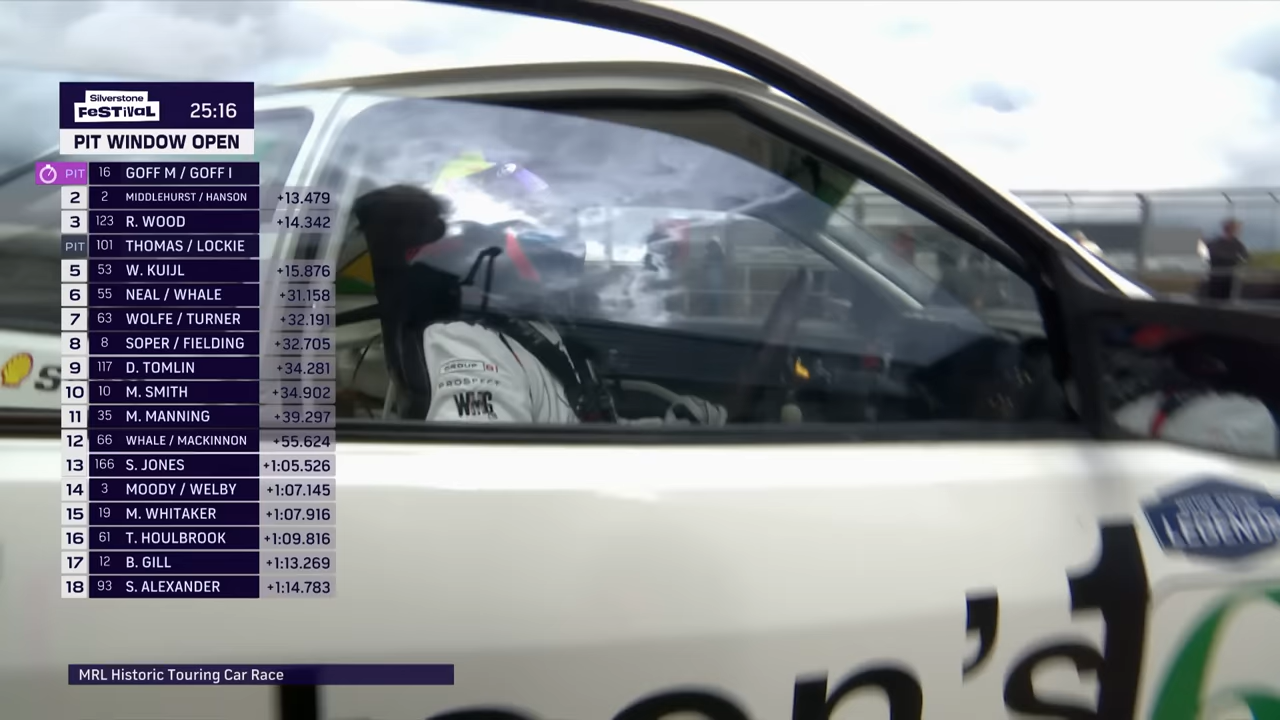 Silverstone
FeSTiVaL
25:16
PIT WINDOW OPEN
PIT 16 GOFF M / GOFF I
2 2 MIDDLEHURST / HANSON +13.479
3 123 R. WOOD +14.342
PIT 101 THOMAS / LOCKIE
5 53 W. KUIJL +15.876
6 55 NEAL / WHALE +31.158
7 63 WOLFE / TURNER +32.191
8 8 SOPER / FIELDING +32.705
9 117 D. TOMLIN +34.281
10 10 M. SMITH +34.902
11 35 M. MANNING +39.297
12 66 WHALE / MACKINNON +55.624
13 166 S. JONES +1:05.526
14 3 MOODY / WELBY +1:07.145
15 19 M. WHITAKER +1:07.916
16 61 T. HOULBROOK +1:09.816
17 12 B. GILL +1:13.269
18 93 S. ALEXANDER +1:14.783
GROUP
PROSPECT
LEGENDS
MRL Historic Touring Car Race